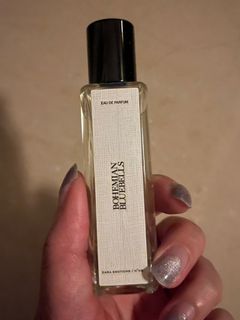 EAU DE PARFUM
BOHEMIAN
BLUEBELLS
ZARA EMOTIONS / N°